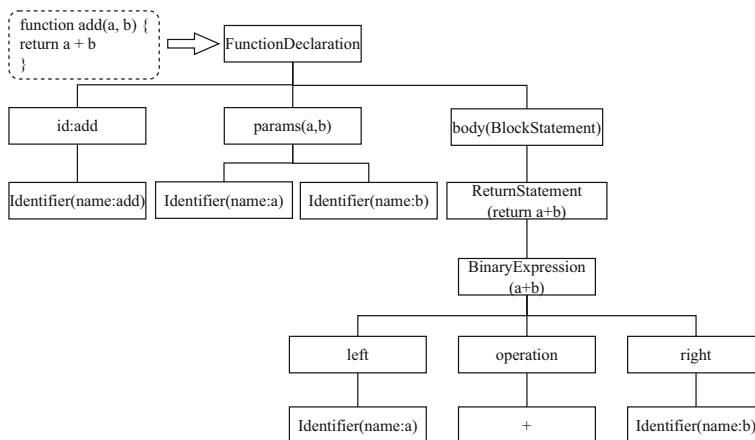 function add(a, b) {
return a + b
}
FunctionDeclaration
id:add
params(a,b)
body(BlockStatement)
Identifier(name:add)
Identifier(name:a)
Identifier(name:b)
ReturnStatement
(return a+b)
BinaryExpression
(a+b)
left
operation
right
Identifier(name:a)
+
Identifier(name:b)